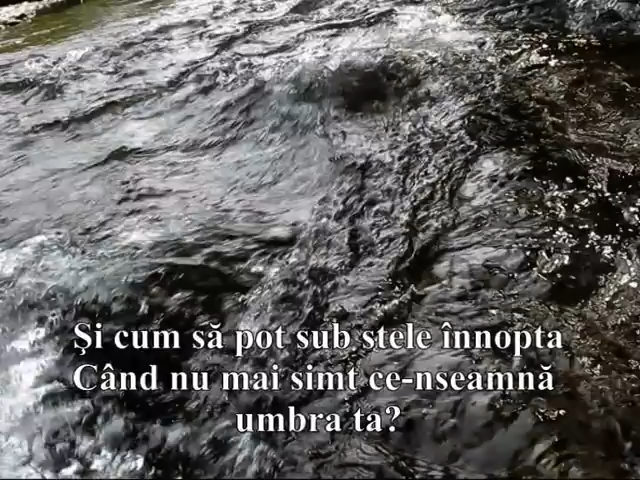 Şi cum să pot sub stele înnopta
Când nu mai simt ce-nseamnă
umbra ta?